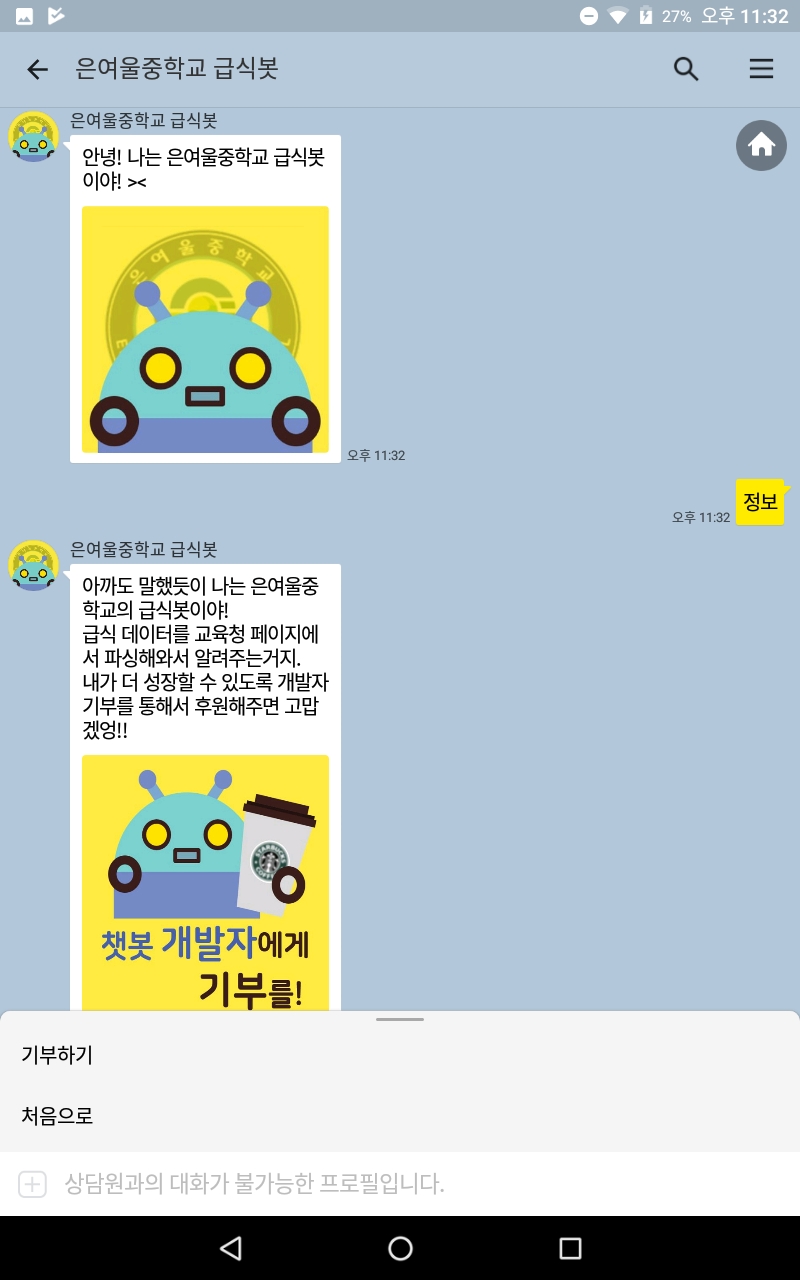 27% 오후 11:32
은여울중학교 급식봇
은여울중학교 급식봇
안녕! 나는 은여울중학교 급식봇
이야! ><
은여울중학교
오후 11:32
정보
오후 11:32
은여울중학교 급식봇
아까도 말했듯이 나는 은여울중
학교의 급식봇이야!
급식 데이터를 교육청 페이지에
서 파싱해와서 알려주는거지.
내가 더 성장할 수 있도록 개발자
기부를 통해서 후원해주면 고맙
겠엉!!
STARBUCKS
COFFEE
챗봇 개발자에게
기부를!
기부하기
처음으로
상담원과의 대화가 불가능한 프로필입니다.